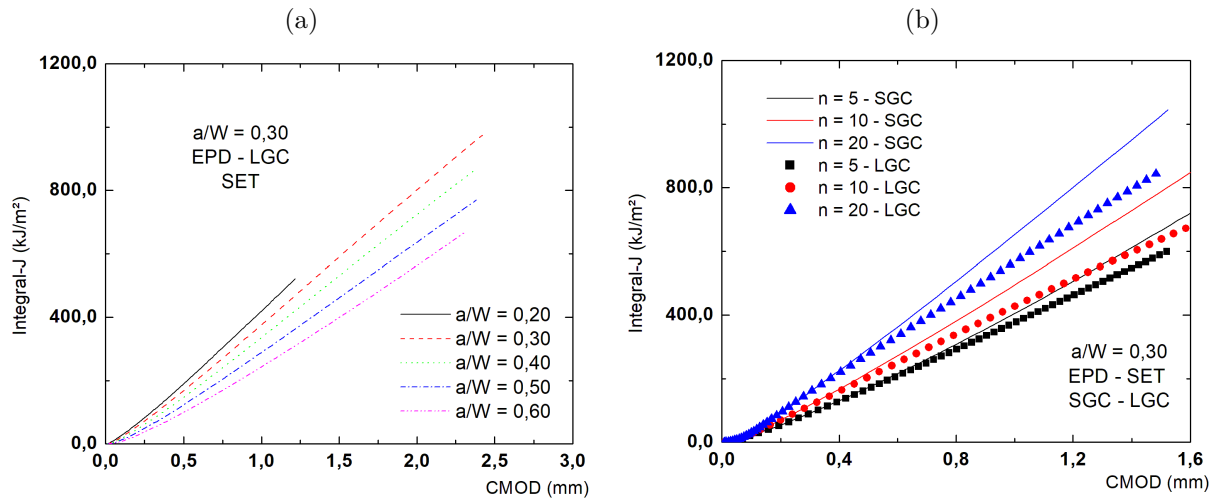 (a)
1200,0
800,0
400,0
0,0
Integral-J (kJ/m²)
a/W = 0,30
EPD - LGC
SET
a/W = 0,20
a/W = 0,30
a/W = 0,40
a/W = 0,50
a/W = 0,60
0,0 0,5 1,0 1,5 2,0 2,5 3,0
CMOD (mm)
(b)
1200,0
800,0
400,0
0,0
Integral-J (kJ/m²)
n = 5 - SGC
n = 10 - SGC
n = 20 - SGC
n = 5 - LGC
n = 10 - LGC
n = 20 - LGC
a/W = 0,30
EPD - SET
SGC - LGC
0,0 0,4 0,8 1,2 1,6
CMOD (mm)